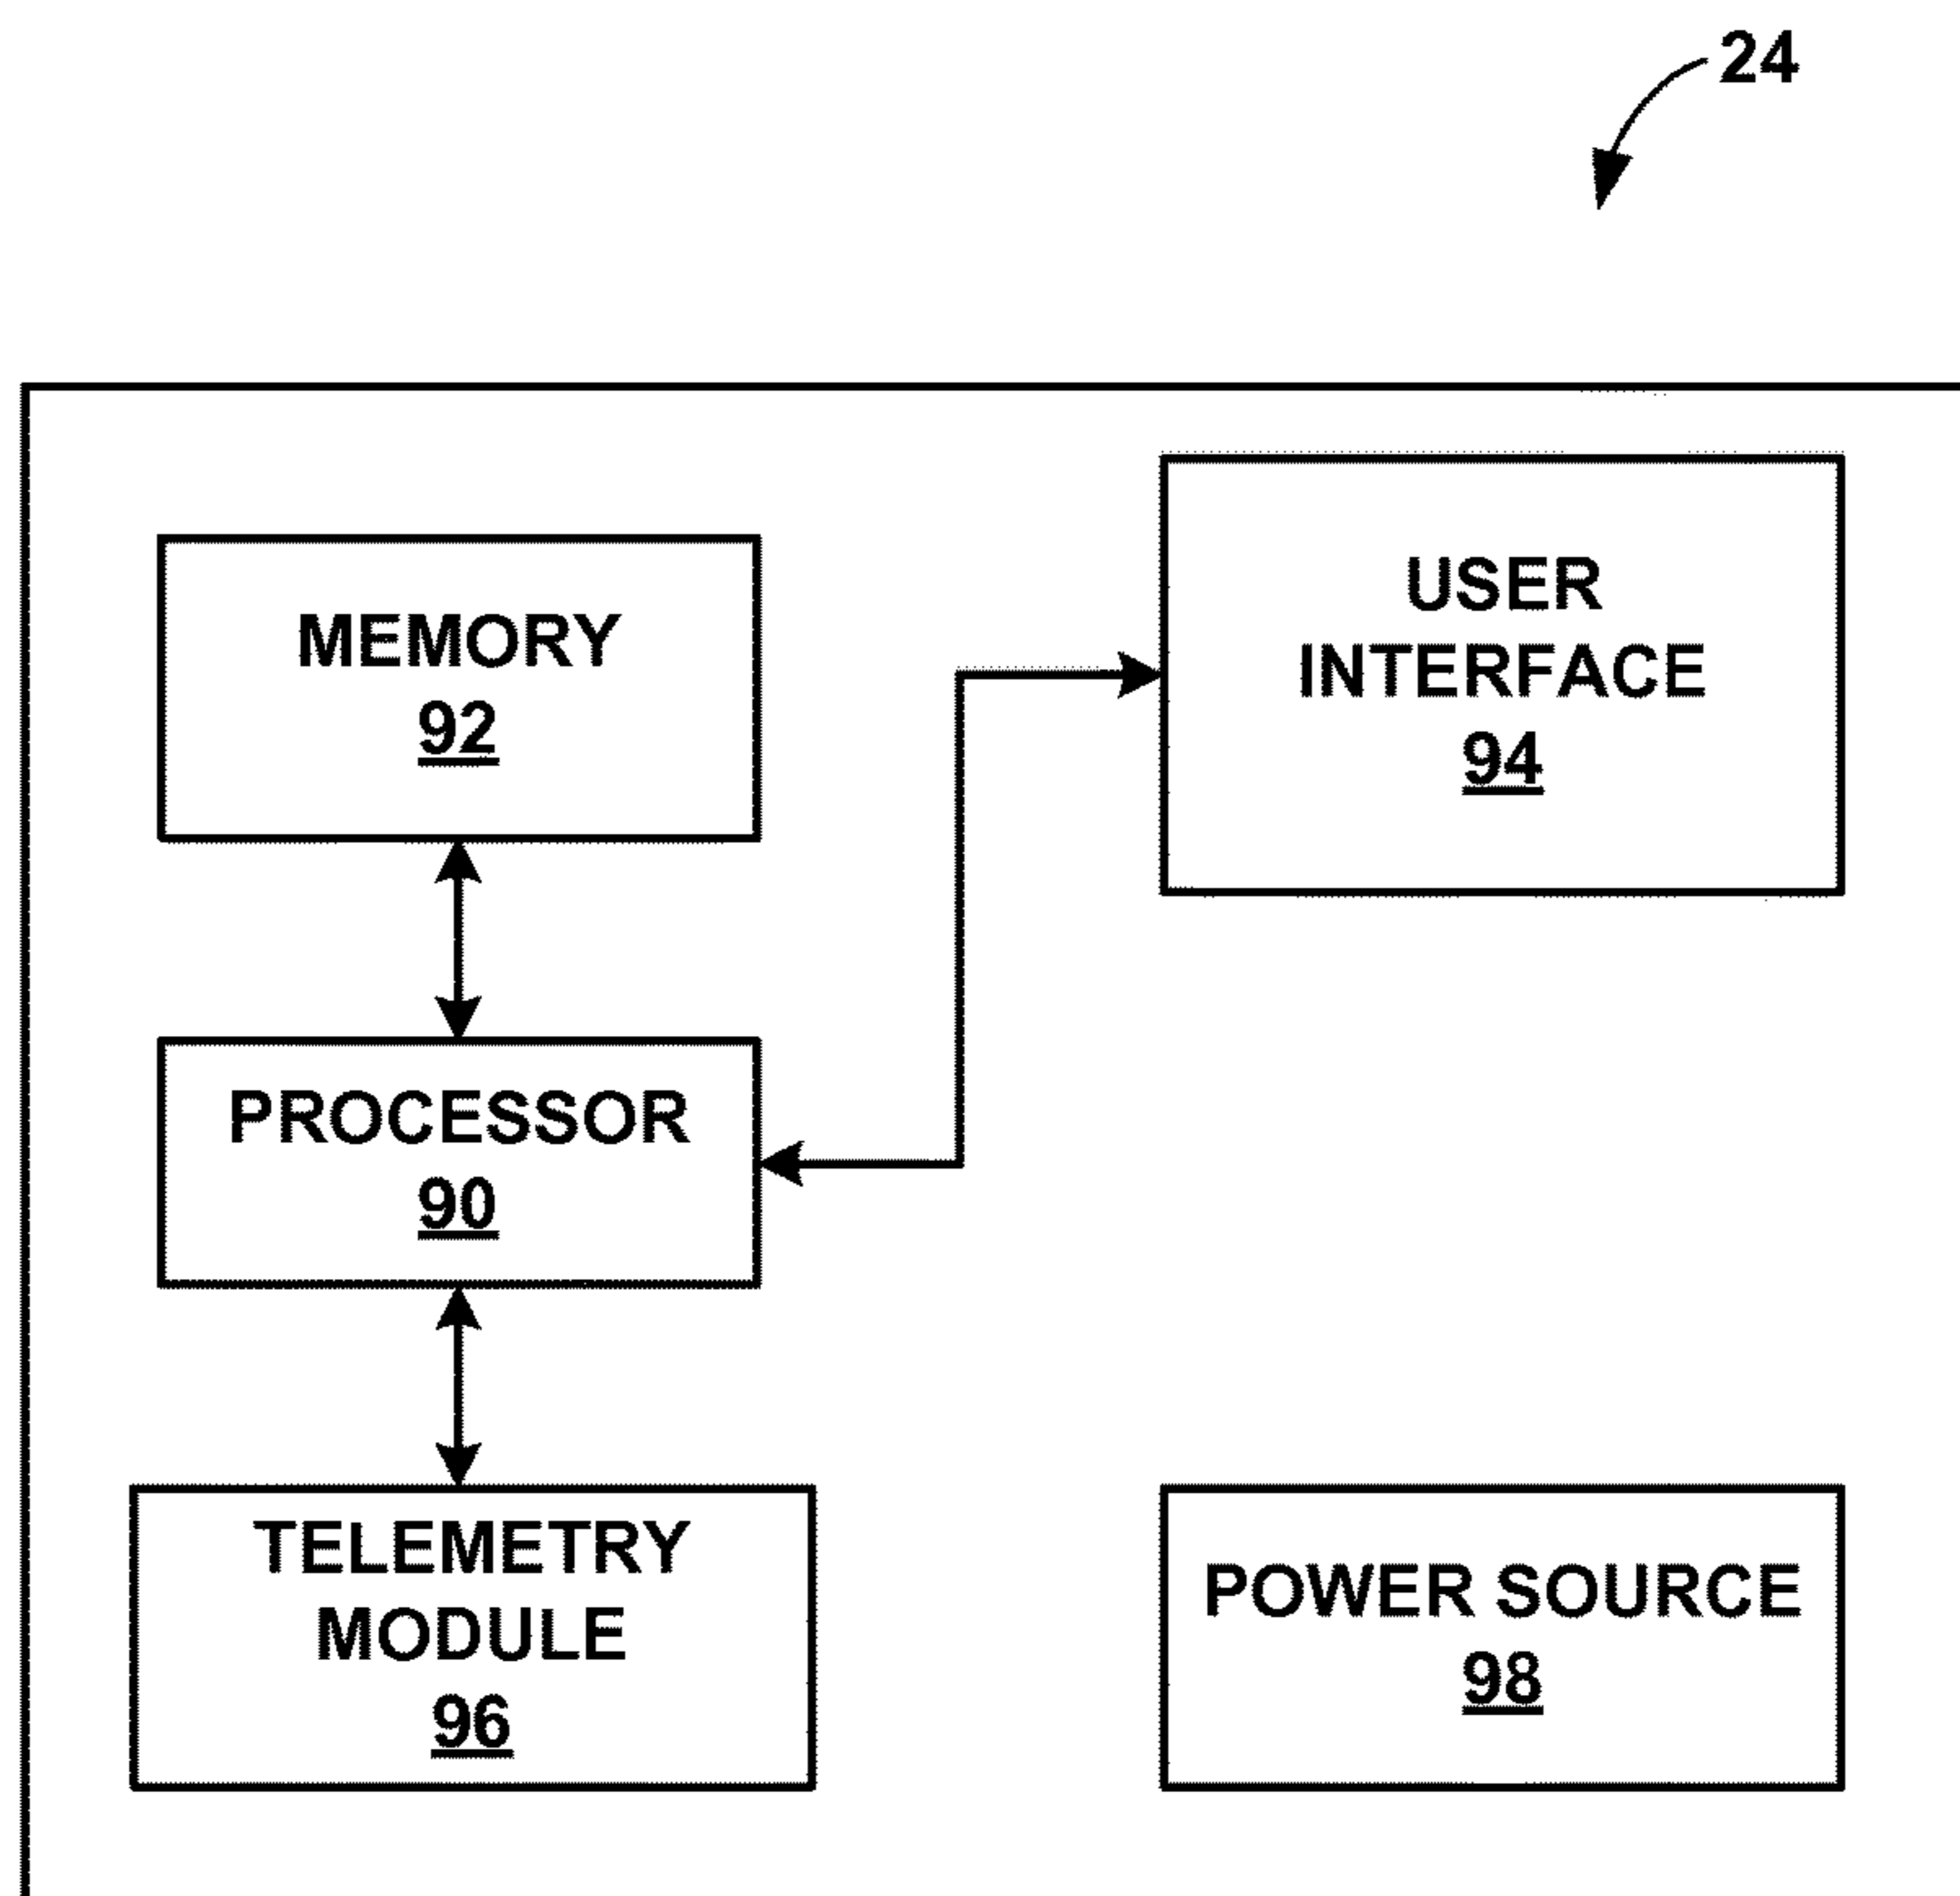 24
MEMORY
92
USER
INTERFACE
94
PROCESSOR
90
TELEMETRY
MODULE
96
POWER SOURCE
98